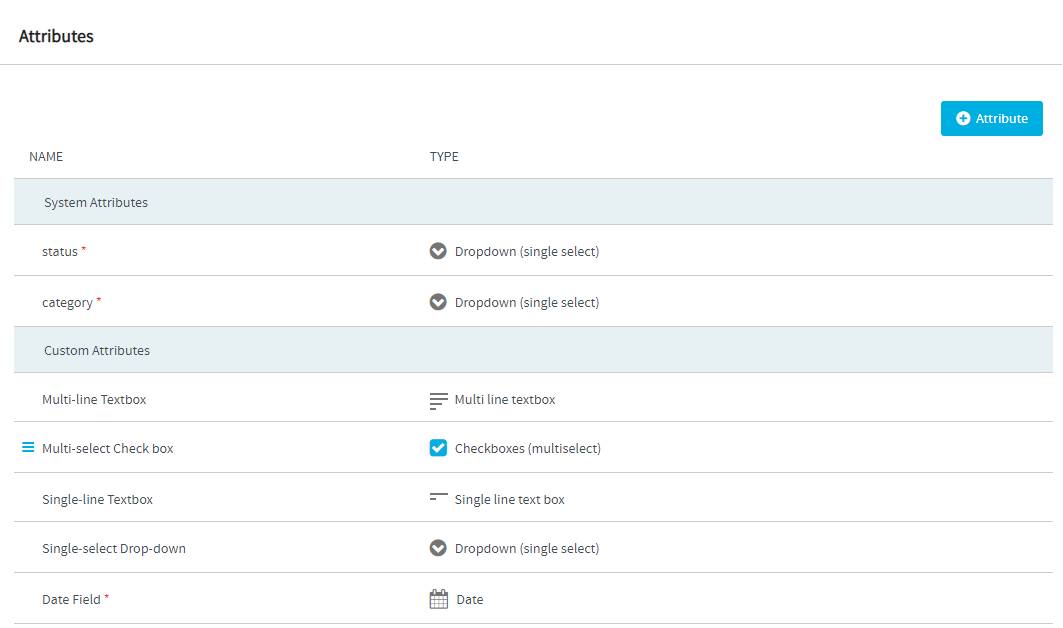 Attributes
Attribute
NAME TYPE
System Attributes
status * Dropdown (single select)
category * Dropdown (single select)
Custom Attributes
Multi-line Textbox Multi line textbox
Multi-select Check box Checkboxes (multiselect)
Single-line Textbox Single line text box
Single-select Drop-down Dropdown (single select)
Date Field * Date